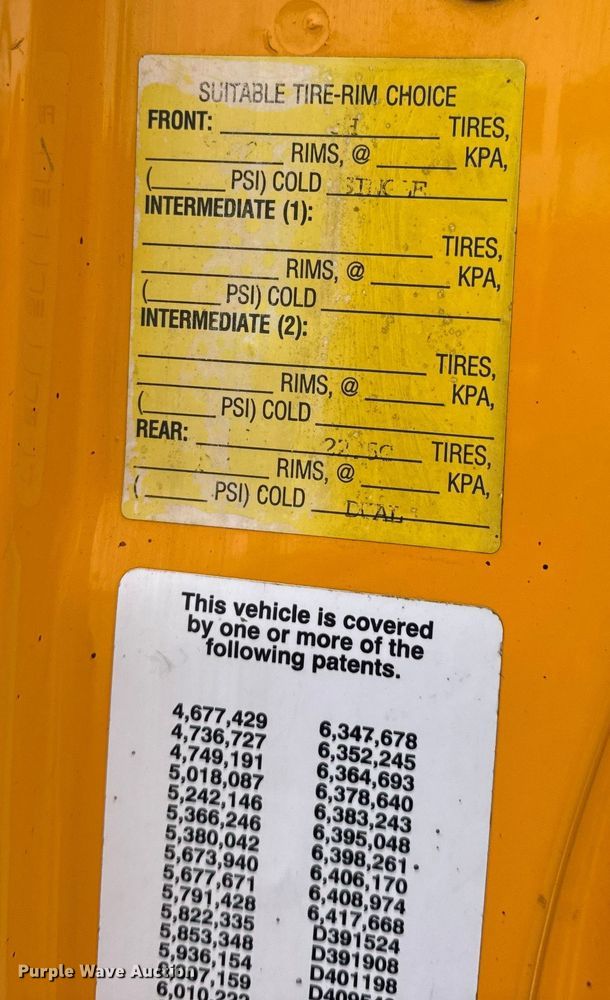 SUITABLE TIRE-RIM CHOICE
FRONT: TIRES,
RIMS, @ KPA,
( PSI) COLD
INTERMEDIATE (1):
TIRES,
RIMS, @ KPA,
( PSI) COLD
INTERMEDIATE (2):
TIRES,
RIMS, @ KPA,
( PSI) COLD
REAR: TIRES,
RIMS, @ KPA,
( PSI) COLD DUAL
This vehicle is covered
by one or more of the
following patents.
4,677,429
4,736,727
4,749,191
5,018,087
5,242,146
5,366,246
5,380,042
5,673,940
5,677,671
5,791,428
5,822,335
5,853,348
5,936,154
6,347,678
6,352,245
6,364,693
6,378,640
6,383,243
6,395,048
6,398,261
6,406,170
6,408,974
6,417,668
D391524
D391908
D401198
Purple Wave Auction